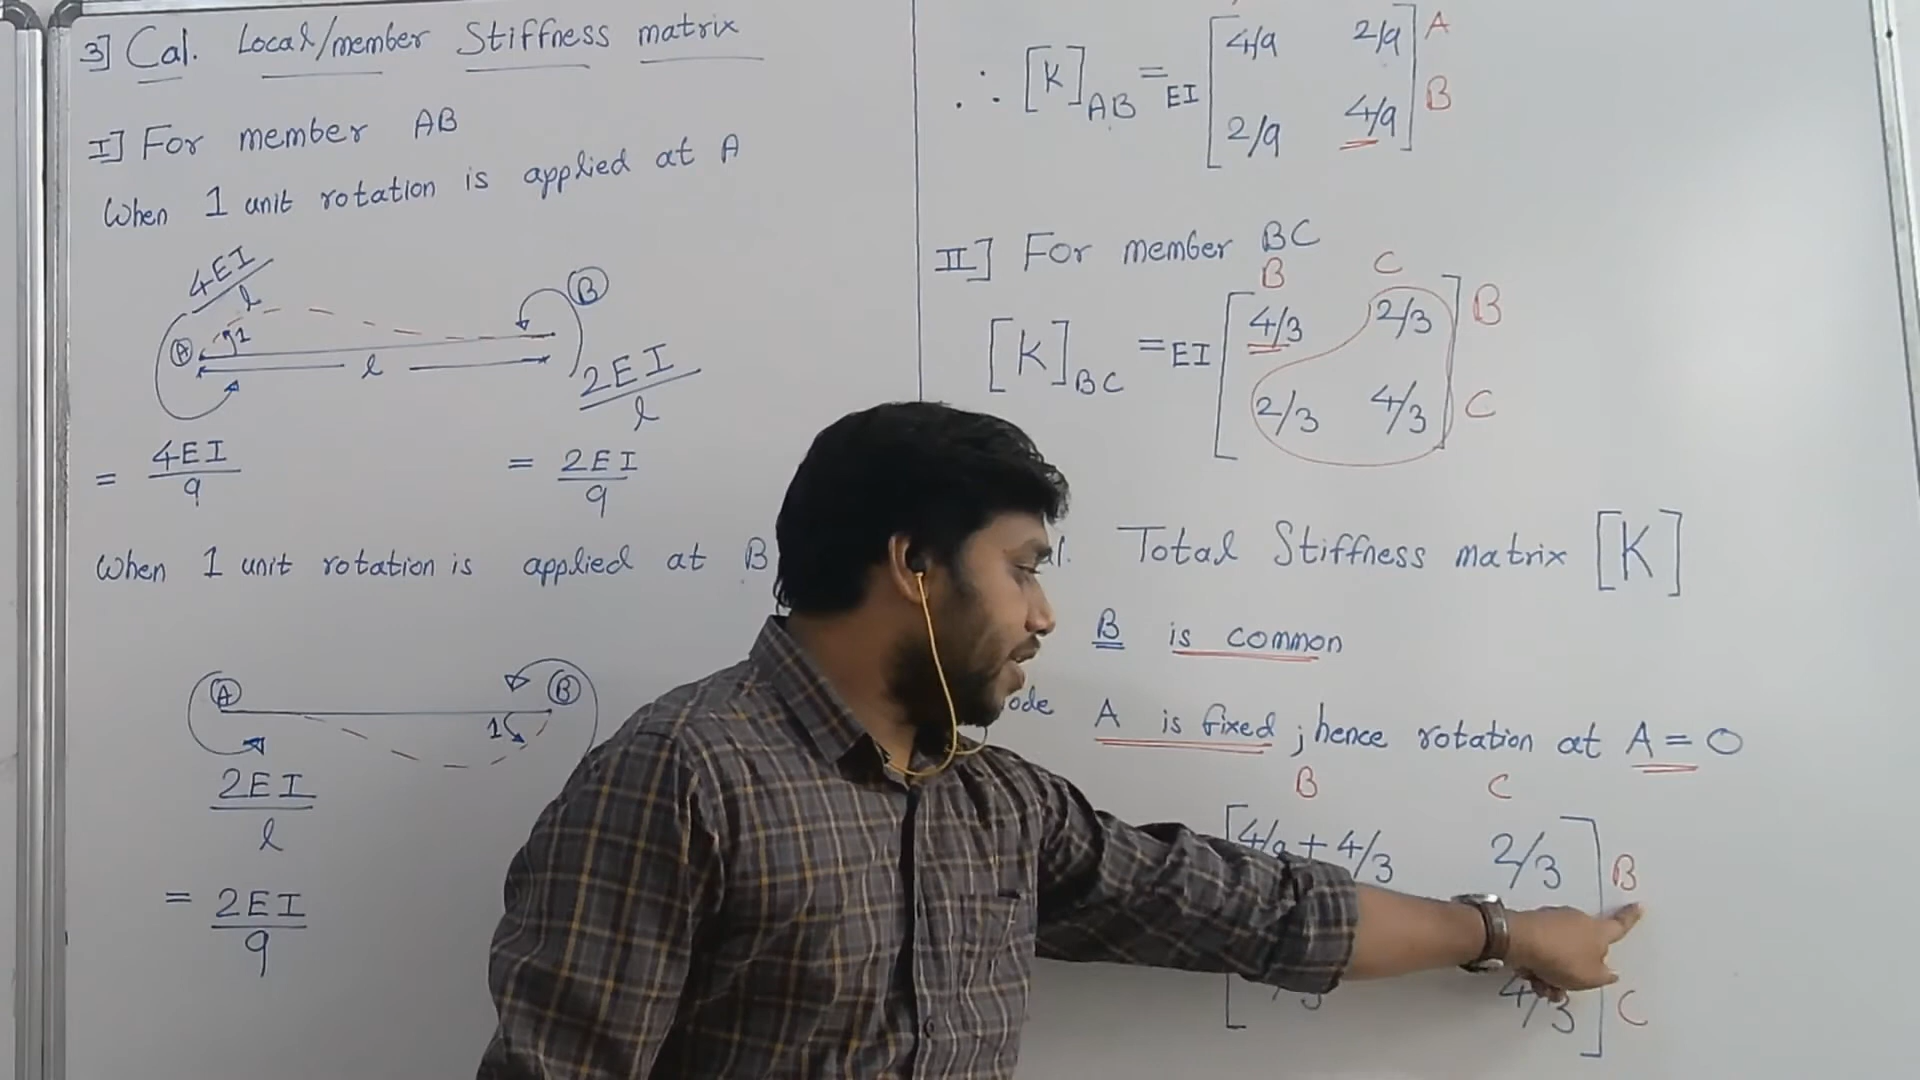 3] Cal. Local/member Stiffness matrix
I] For member AB
When 1 unit rotation is applied at A
4EI/l
A 1 B
l
2EI/l
= 4EI/9 = 2EI/9
When 1 unit rotation is applied at B
A 1 B
2EI/l
= 2EI/9
∴ [K]AB = EI
4/9 2/9 A
2/9 4/9 B
II] For member BC
B C
[K]BC = EI
4/3 2/3 B
2/3 4/3 C
Total Stiffness matrix [K]
B is common
A is fixed ; hence rotation at A = 0
B C
4/9 + 4/3 2/3 B
4/3 C